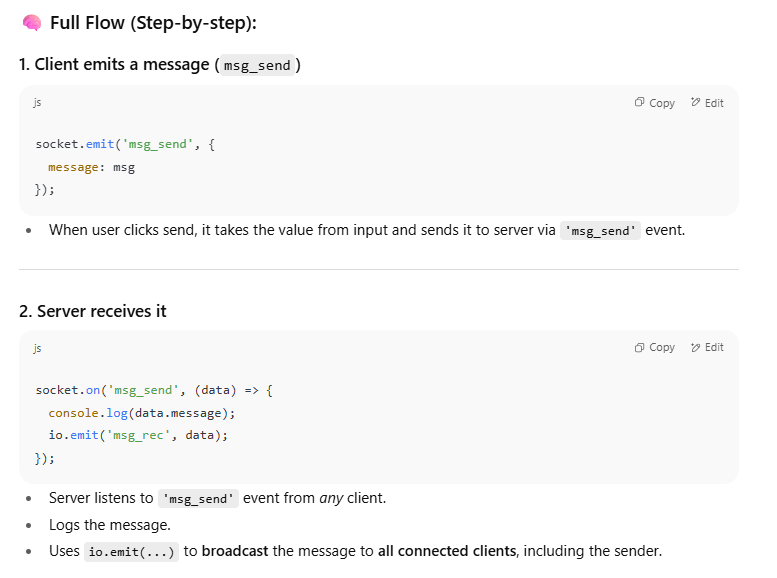 🧠 Full Flow (Step-by-step):
1. Client emits a message ( msg_send )
js Copy Edit
socket.emit('msg_send', {
  message: msg
});
• When user clicks send, it takes the value from input and sends it to server via 'msg_send' event.
2. Server receives it
js Copy Edit
socket.on('msg_send', (data) => {
  console.log(data.message);
  io.emit('msg_rec', data);
});
• Server listens to 'msg_send' event from any client.
• Logs the message.
• Uses io.emit(...) to broadcast the message to all connected clients, including the sender.